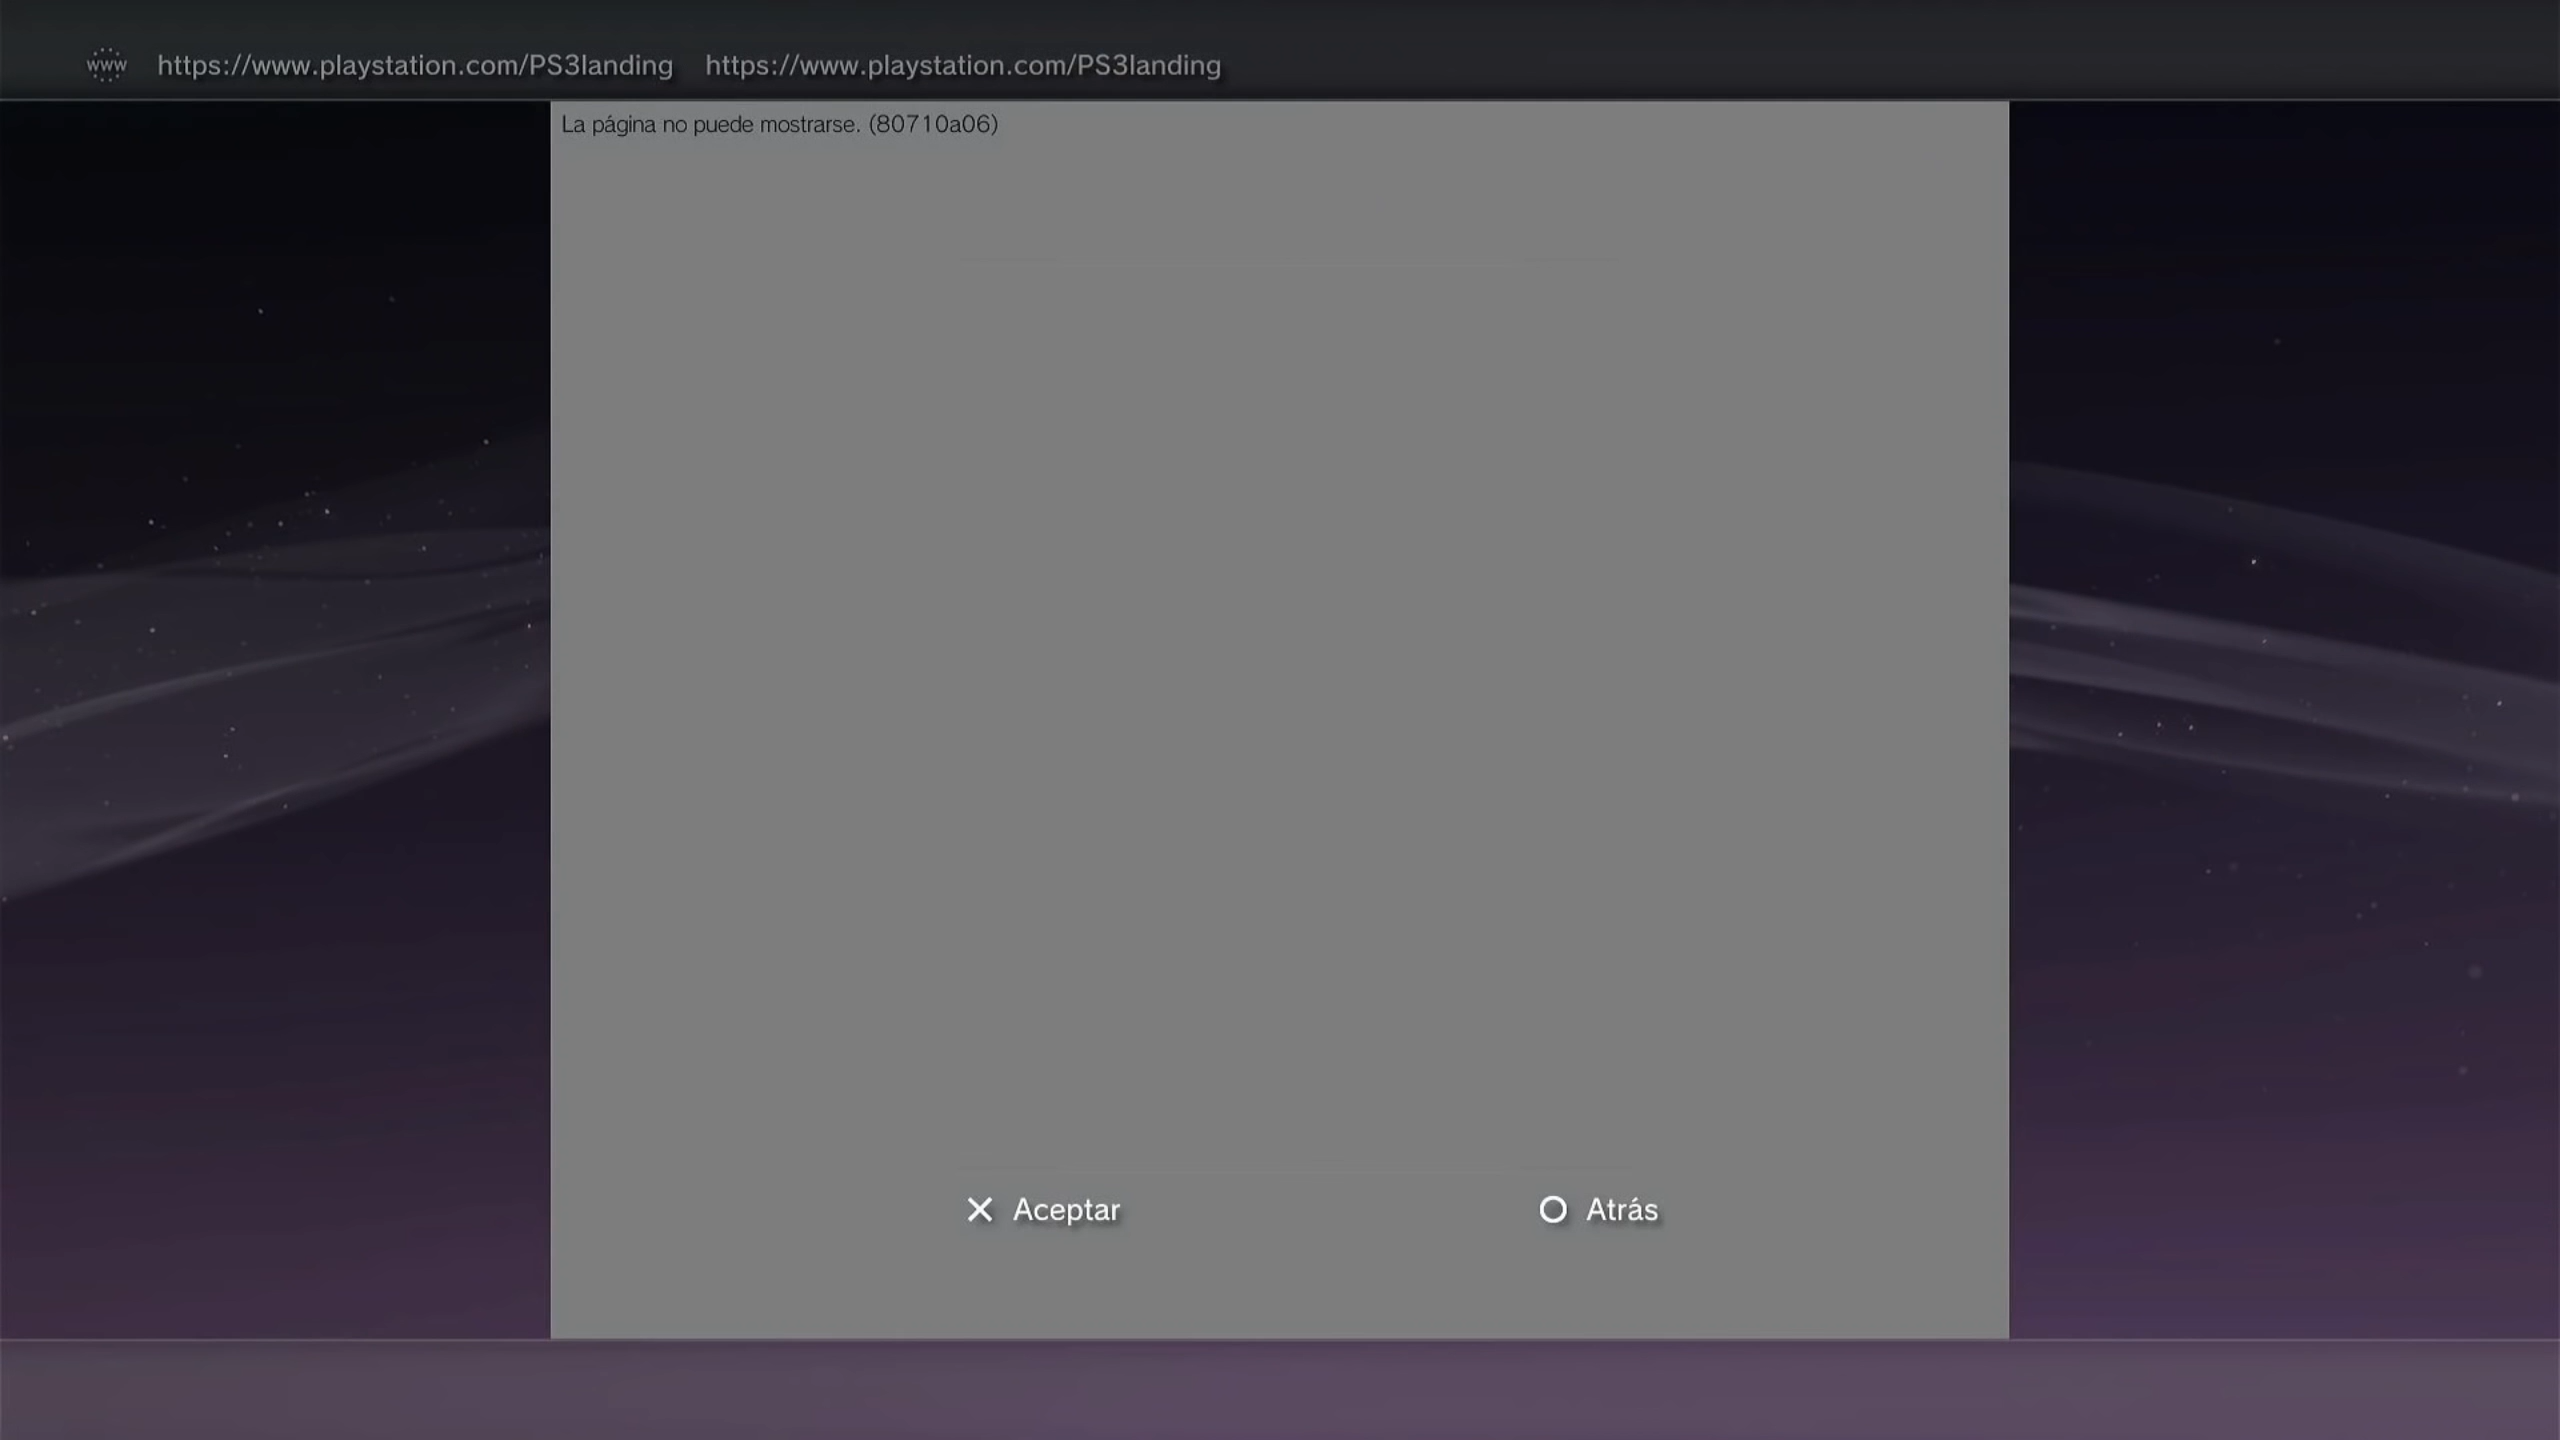 www https://www.playstation.com/PS3landing https://www.playstation.com/PS3landing
La página no puede mostrarse. (80710a06)
Aceptar Atrás